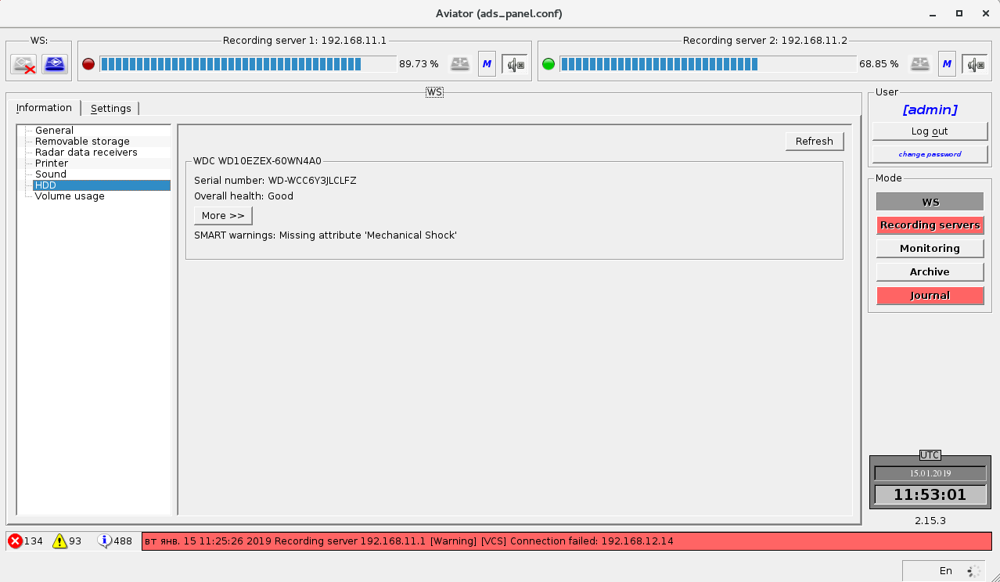 Aviator (ads_panel.conf)
WS:
Recording server 1: 192.168.11.1
Recording server 2: 192.168.11.2
89.73 %
M
68.85 %
M
WS
User
Information
Settings
[admin]
Log out
change password
General
Removable storage
Radar data receivers
Printer
Sound
HDD
Volume usage
Refresh
WDC WD10EZEX-60WN4A0
Serial number: WD-WCC6Y3JLCLFZ
Overall health: Good
More >>
SMART warnings: Missing attribute 'Mechanical Shock'
Mode
WS
Recording servers
Monitoring
Archive
Journal
UTC
15.01.2019
11:53:01
2.15.3
134
93
488
вт янв. 15 11:25:26 2019 Recording server 192.168.11.1 [Warning] [VCS] Connection failed: 192.168.12.14
En